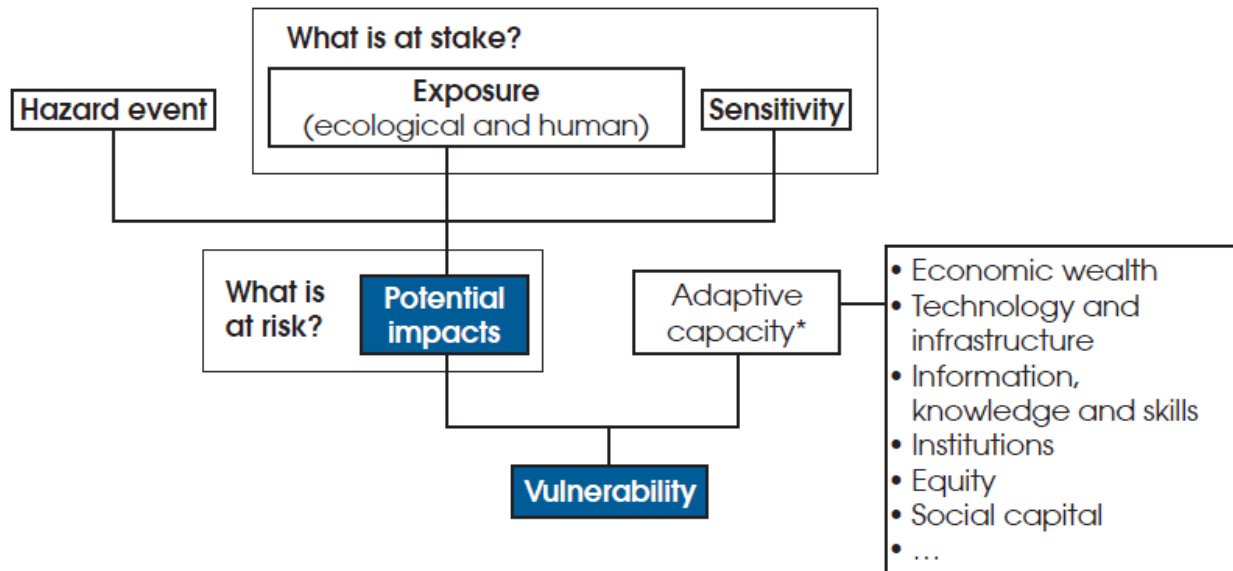 What is at stake?
Hazard event
Exposure
(ecological and human)
Sensitivity
What is
at risk?
Potential
impacts
Adaptive
capacity*
• Economic wealth
• Technology and
infrastructure
• Information,
knowledge and skills
• Institutions
• Equity
• Social capital
• ...
Vulnerability